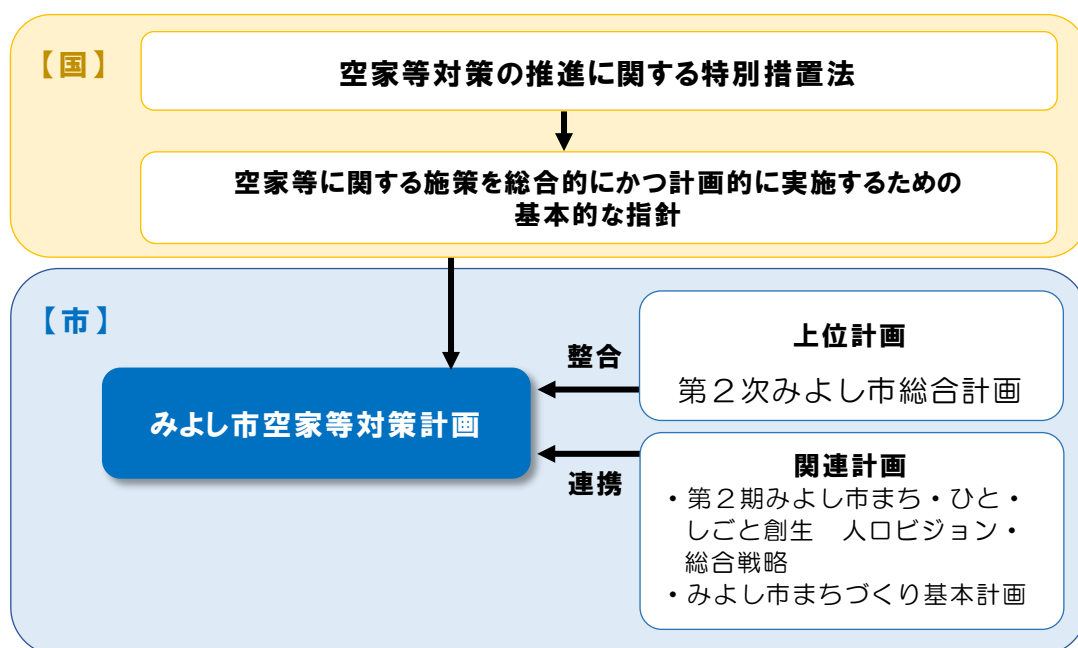 【国】
空家等対策の推進に関する特別措置法
空家等に関する施策を総合的にかつ計画的に実施するための
基本的な指針
【市】
みよし市空家等対策計画
整合
上位計画
第２次みよし市総合計画
連携
関連計画
・第２期みよし市まち・ひと・
しごと創生　人口ビジョン・
総合戦略
・みよし市まちづくり基本計画